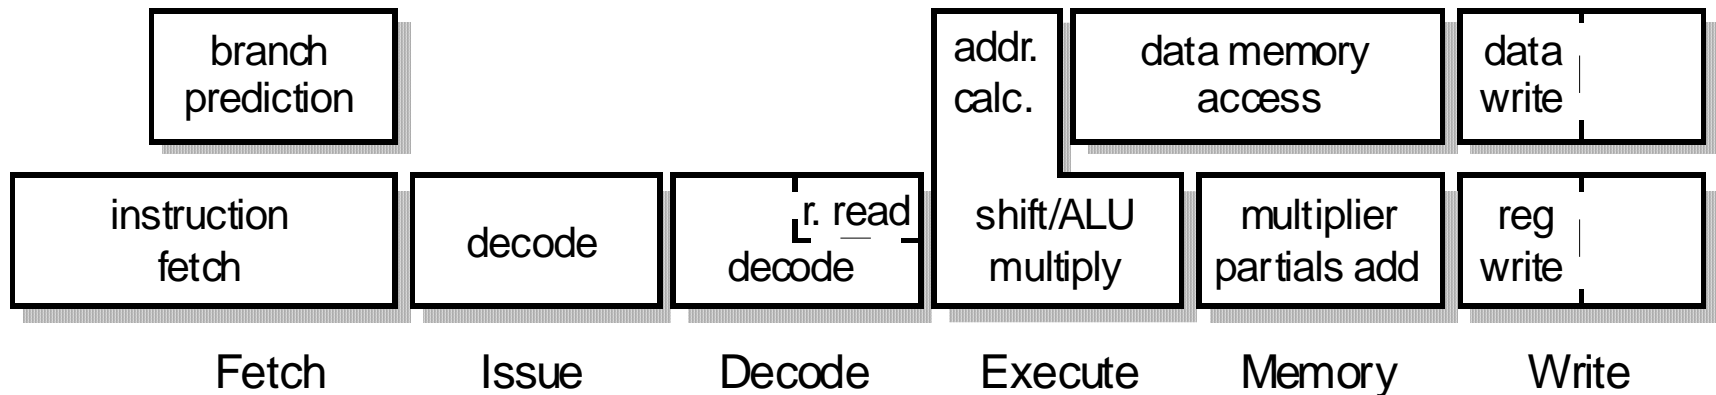 branch
prediction
addr.
calc.
data memory
access
data
write
instruction
fetch
decode
r. read
decode
shift/ALU
multiply
multiplier
partials add
reg
write
Fetch
Issue
Decode
Execute
Memory
Write